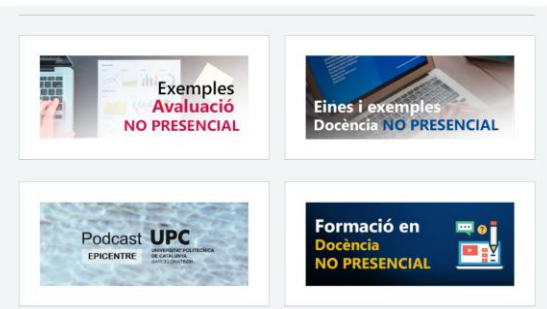 Exemples
Avaluació
NO PRESENCIAL
Eines i exemples
Docència NO PRESENCIAL
Podcast UPC
EPICENTRE
UNIVERSITAT POLITÈCNICA
DE CATALUNYA
BARCELONATECH
Formació en
Docència
NO PRESENCIAL